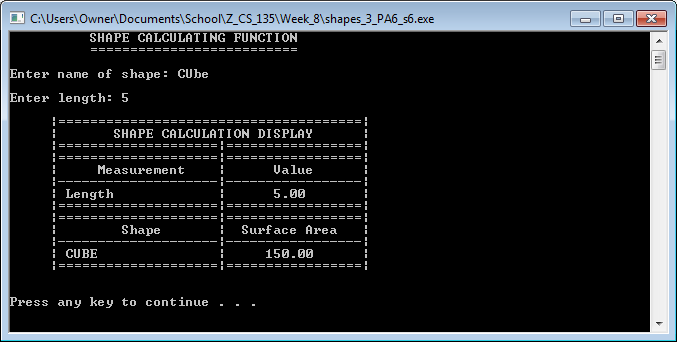 C:\Users\Owner\Documents\School\Z_CS_135\Week_8\shapes_3_PA6_s6.exe
SHAPE CALCULATING FUNCTION
==========================
Enter name of shape: CUbe
Enter length: 5
¦======================================¦
¦ SHAPE CALCULATION DISPLAY ¦
¦====================¦=================¦
¦====================¦=================¦
¦ Measurement ¦ Value ¦
¦--------------------¦-----------------¦
¦ Length ¦ 5.00 ¦
¦====================¦=================¦
¦====================¦=================¦
¦ Shape ¦ Surface Area ¦
¦--------------------¦-----------------¦
¦ CUBE ¦ 150.00 ¦
¦====================¦=================¦
Press any key to continue . . .